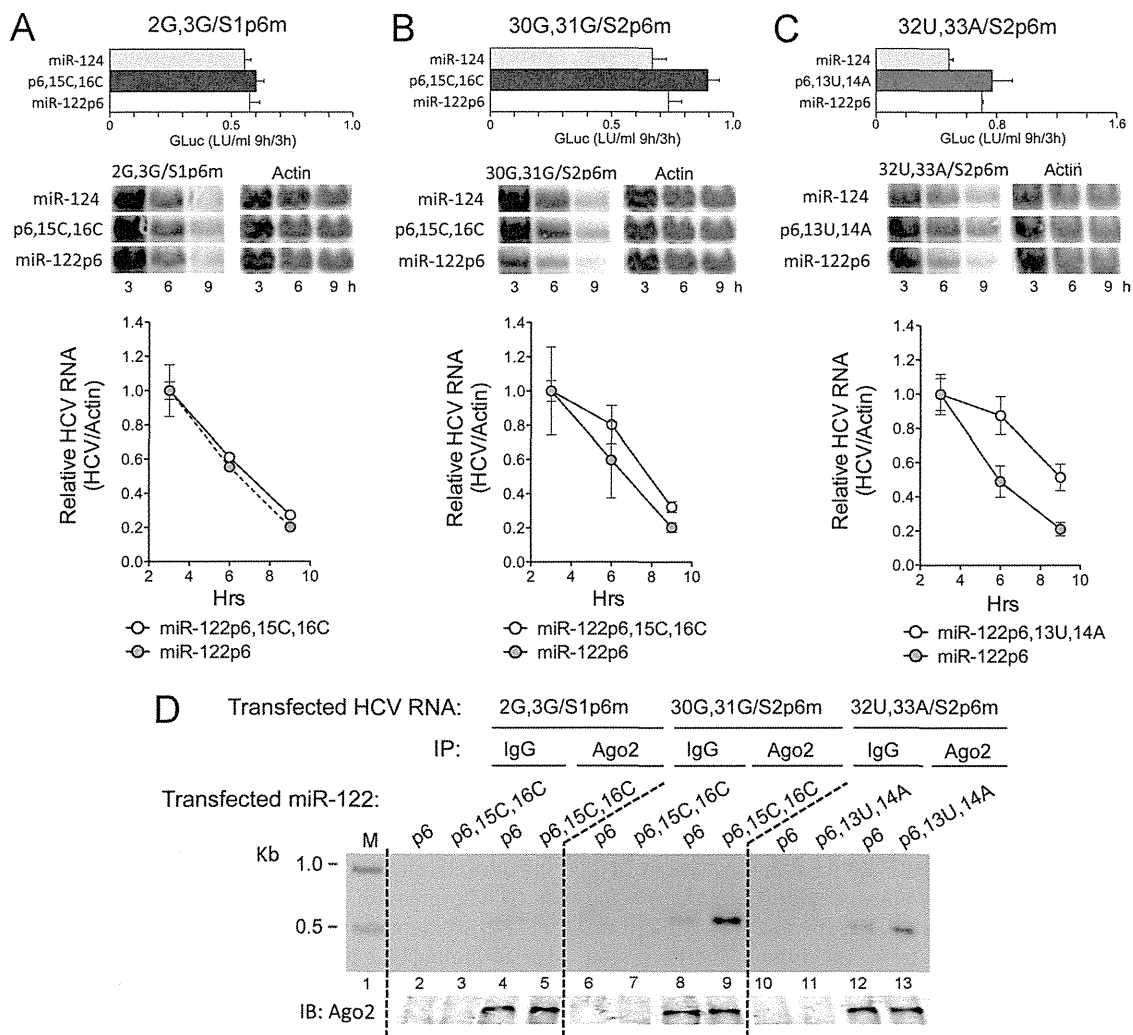 A
2G,3G/S1p6m
miR-124
p6,15C,16C
miR-122p6
0 0.5 1.0
GLuc (LU/ml 9h/3h)
2G,3G/S1p6m Actin
miR-124
p6,15C,16C
miR-122p6
3 6 9 3 6 9 h
Relative HCV RNA
(HCV/Actin)
1.4
1.2
1.0
0.8
0.6
0.4
0.2
0.0
2 4 6 8 10
Hrs
miR-122p6,15C,16C
miR-122p6
B
30G,31G/S2p6m
miR-124
p6,15C,16C
miR-122p6
0 0.5 1.0
GLuc (LU/ml 9h/3h)
30G,31G/S2p6m Actin
miR-124
p6,15C,16C
miR-122p6
3 6 9 3 6 9 h
Relative HCV RNA
(HCV/Actin)
1.4
1.2
1.0
0.8
0.6
0.4
0.2
0.0
2 4 6 8 10
Hrs
miR-122p6,15C,16C
miR-122p6
C
32U,33A/S2p6m
miR-124
p6,13U,14A
miR-122p6
0 0.8 1.6
GLuc (LU/ml 9h/3h)
32U,33A/S2p6m Actin
miR-124
p6,13U,14A
miR-122p6
3 6 9 3 6 9 h
Relative HCV RNA
(HCV/Actin)
1.4
1.2
1.0
0.8
0.6
0.4
0.2
0.0
2 4 6 8 10
Hrs
miR-122p6,13U,14A
miR-122p6
D
Transfected HCV RNA: 2G,3G/S1p6m 30G,31G/S2p6m 32U,33A/S2p6m
IP: IgG Ago2 IgG Ago2 IgG Ago2
Transfected miR-122: p6 p6,15C,16C p6 p6,15C,16C p6 p6,15C,16C p6 p6,15C,16C p6 p6,13U,14A p6 p6,13U,14A
Kb M
1.0
0.5
1 2 3 4 5 6 7 8 9 10 11 12 13
IB: Ago2